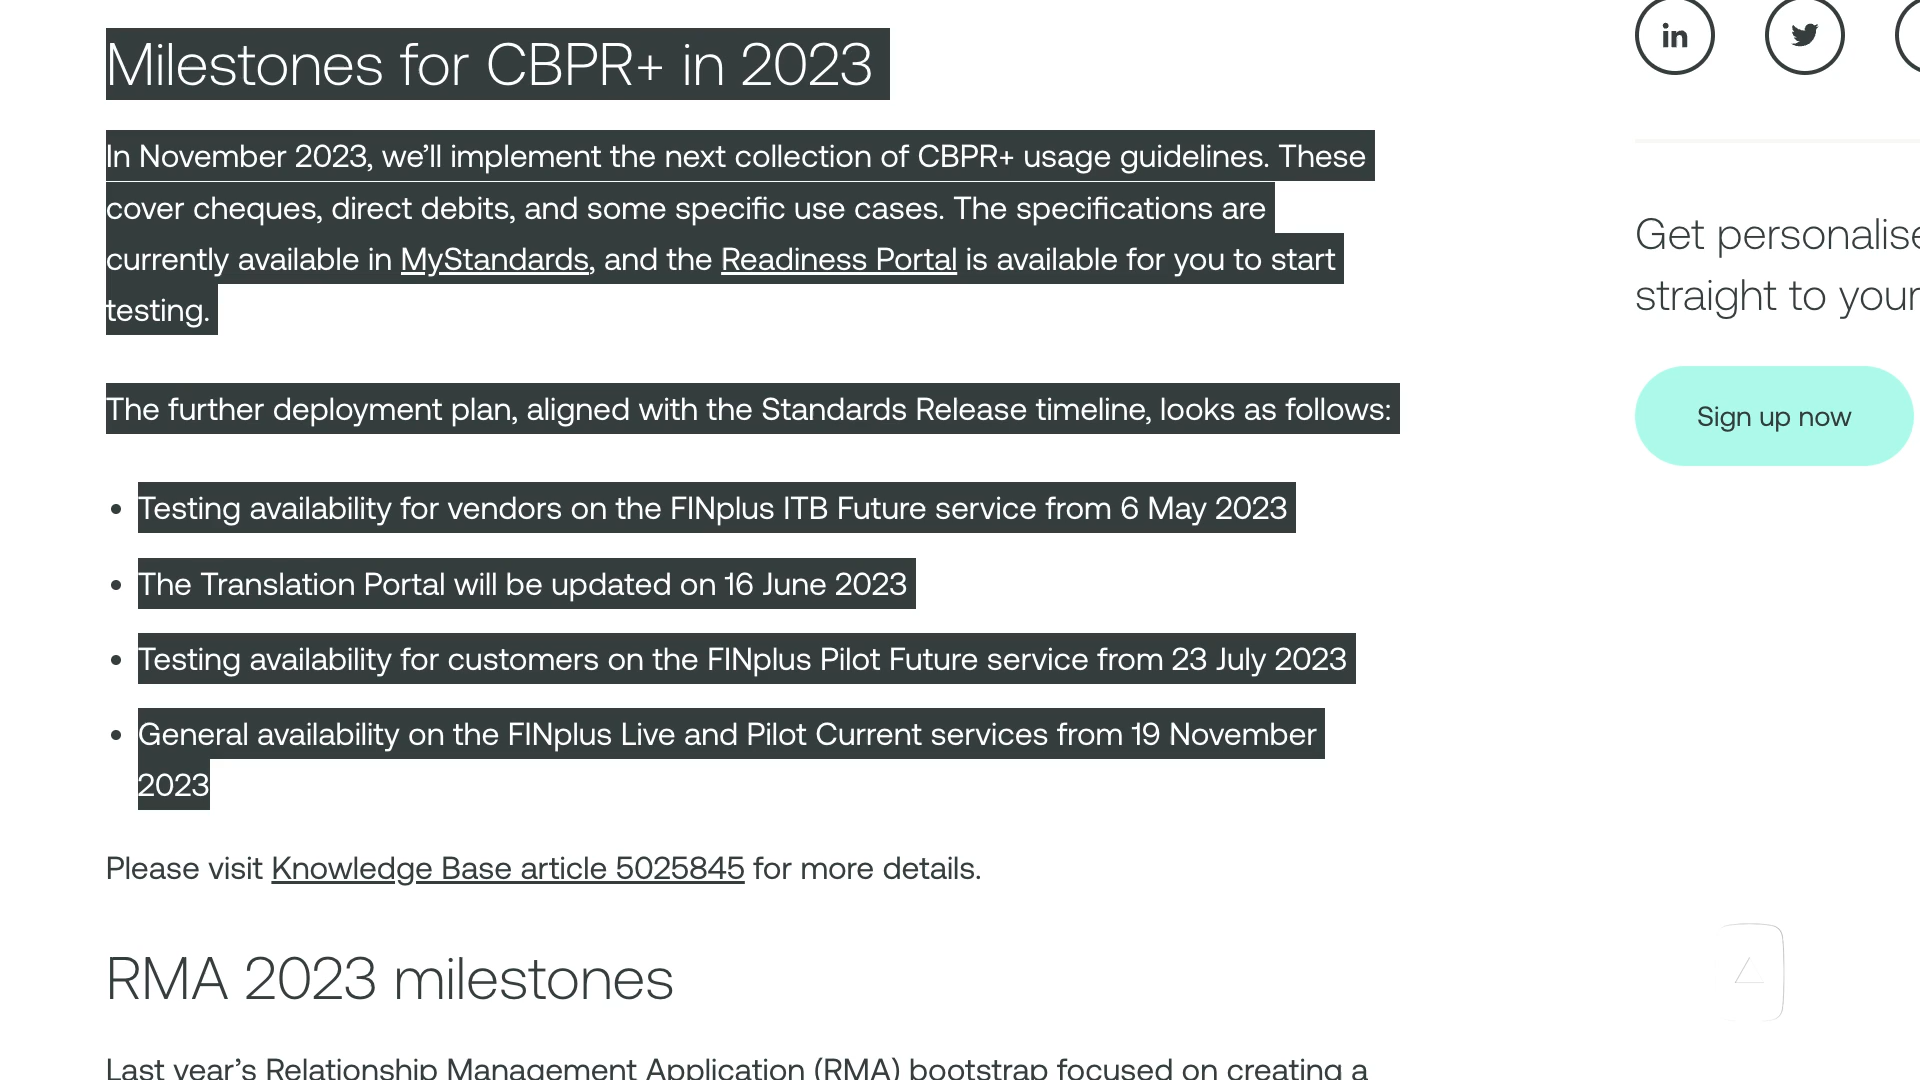 Milestones for CBPR+ in 2023
In November 2023, we’ll implement the next collection of CBPR+ usage guidelines. These
cover cheques, direct debits, and some specific use cases. The specifications are
currently available in MyStandards, and the Readiness Portal is available for you to start
testing.
The further deployment plan, aligned with the Standards Release timeline, looks as follows:
• Testing availability for vendors on the FINplus ITB Future service from 6 May 2023
• The Translation Portal will be updated on 16 June 2023
• Testing availability for customers on the FINplus Pilot Future service from 23 July 2023
• General availability on the FINplus Live and Pilot Current services from 19 November
2023
Please visit Knowledge Base article 5025845 for more details.
RMA 2023 milestones
Last year’s Relationship Management Application (RMA) bootstrap focused on creating a
in
Get personalise
straight to your
Sign up now